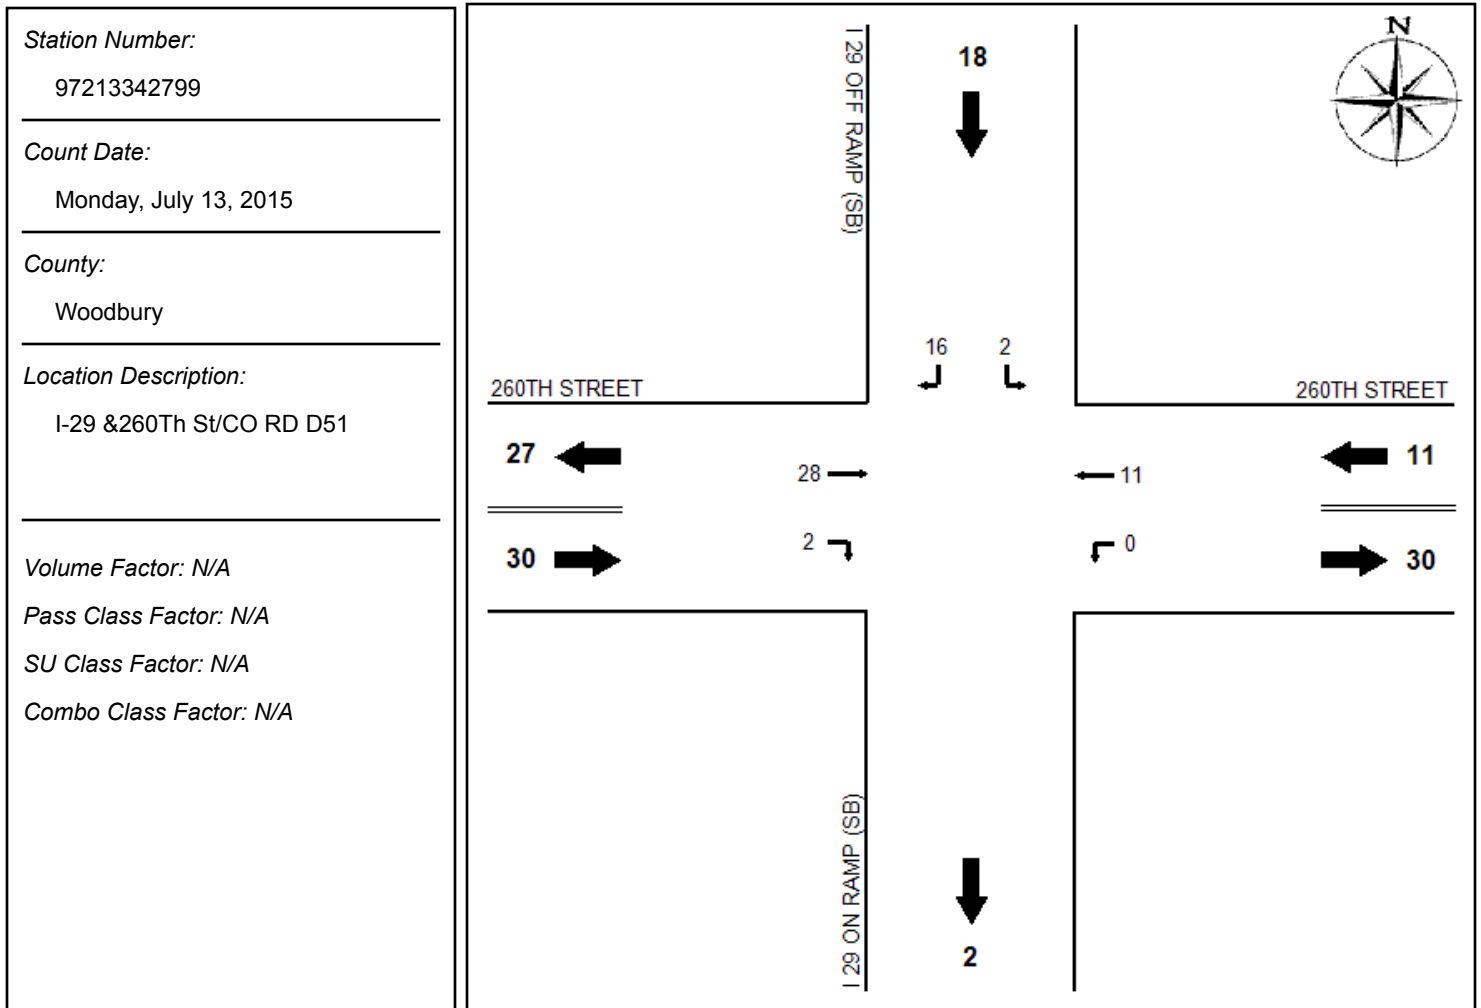 Station Number:
97213342799
Count Date:
Monday, July 13, 2015
County:
Woodbury
Location Description:
I-29 &260Th St/CO RD D51
Volume Factor: N/A
Pass Class Factor: N/A
SU Class Factor: N/A
Combo Class Factor: N/A
N
I 29 OFF RAMP (SB)
18
16 2
260TH STREET
260TH STREET
27
11
28
11
2
0
30
30
I 29 ON RAMP (SB)
2